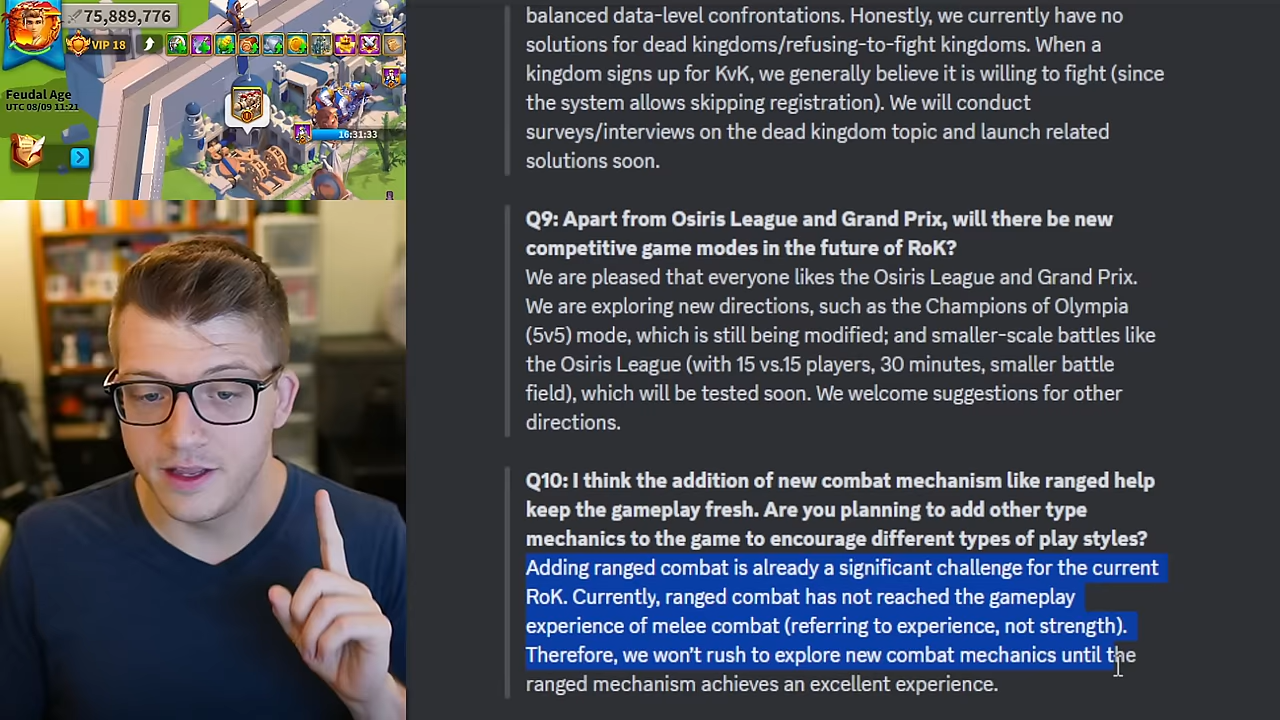 75,889,776
VIP 18
Feudal Age
UTC 08/09 11:21
16:31:33
balanced data-level confrontations. Honestly, we currently have no
solutions for dead kingdoms/refusing-to-fight kingdoms. When a
kingdom signs up for KvK, we generally believe it is willing to fight (since
the system allows skipping registration). We will conduct
surveys/interviews on the dead kingdom topic and launch related
solutions soon.
Q9: Apart from Osiris League and Grand Prix, will there be new
competitive game modes in the future of RoK?
We are pleased that everyone likes the Osiris League and Grand Prix.
We are exploring new directions, such as the Champions of Olympia
(5v5) mode, which is still being modified; and smaller-scale battles like
the Osiris League (with 15 vs.15 players, 30 minutes, smaller battle
field), which will be tested soon. We welcome suggestions for other
directions.
Q10: I think the addition of new combat mechanism like ranged help
keep the gameplay fresh. Are you planning to add other type
mechanics to the game to encourage different types of play styles?
Adding ranged combat is already a significant challenge for the current
RoK. Currently, ranged combat has not reached the gameplay
experience of melee combat (referring to experience, not strength).
Therefore, we won't rush to explore new combat mechanics until the
ranged mechanism achieves an excellent experience.